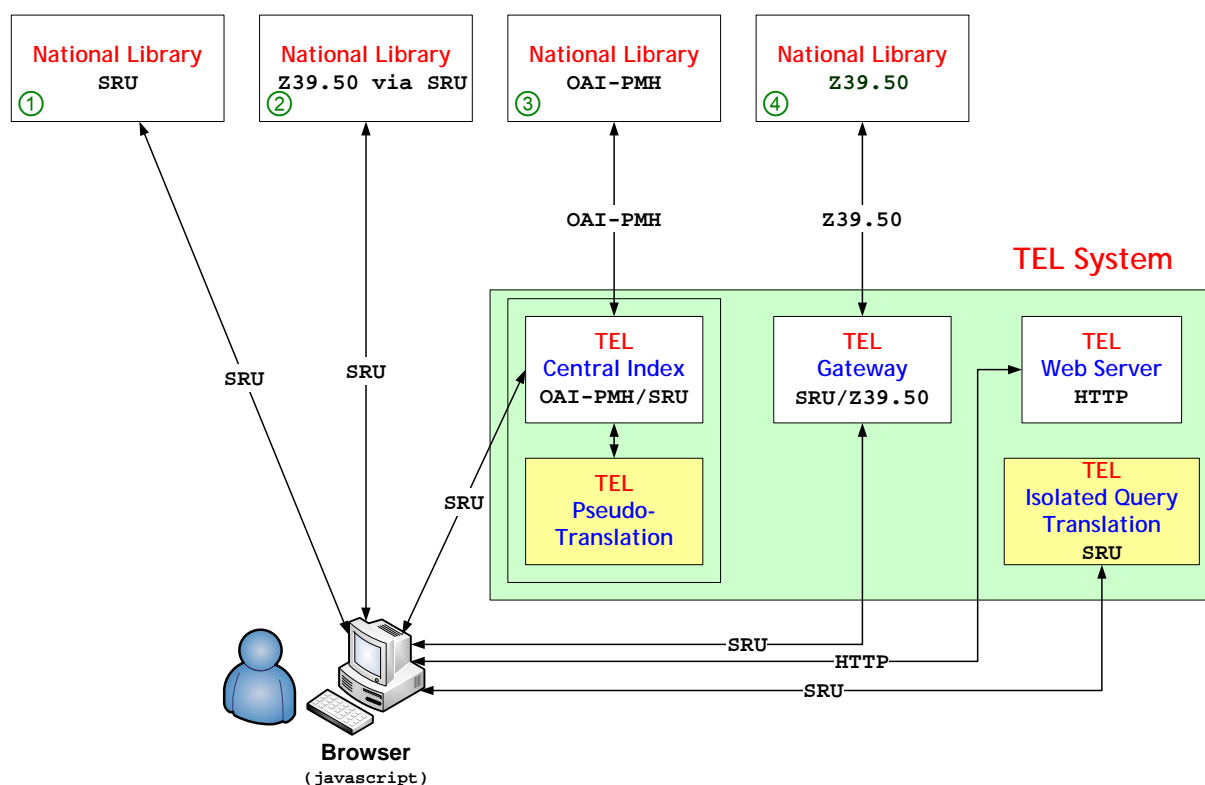 National Library
SRU
1
National Library
Z39.50 via SRU
2
National Library
OAI-PMH
3
National Library
Z39.50
4
OAI-PMH
Z39.50
TEL System
SRU
SRU
SRU
TEL
Central Index
OAI-PMH/SRU
TEL
Gateway
SRU/Z39.50
TEL
Web Server
HTTP
TEL
Pseudo-
Translation
TEL
Isolated Query
Translation
SRU
SRU
HTTP
SRU
Browser
(javascript)